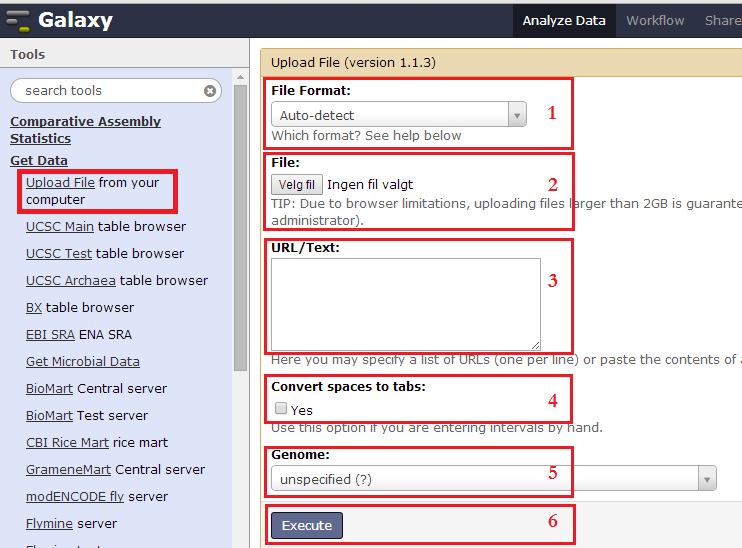 Galaxy
Analyze Data Workflow Share
Tools
search tools
Comparative Assembly
Statistics
Get Data
Upload File from your
computer
UCSC Main table browser
UCSC Test table browser
UCSC Archaea table browser
BX table browser
EBI SRA ENA SRA
Get Microbial Data
BioMart Central server
BioMart Test server
CBI Rice Mart rice mart
GrameneMart Central server
modENCODE fly server
Flymine server
Upload File (version 1.1.3)
File Format:
Auto-detect
1
Which format? See help below
File:
Velg fil Ingen fil valgt
2
TIP: Due to browser limitations, uploading files larger than 2GB is guarante
administrator).
URL/Text:
3
Here you may specify a list of URLs (one per line) or paste the contents of a
Convert spaces to tabs:
Yes
4
Use this option if you are entering intervals by hand.
Genome:
unspecified (?)
5
Execute
6